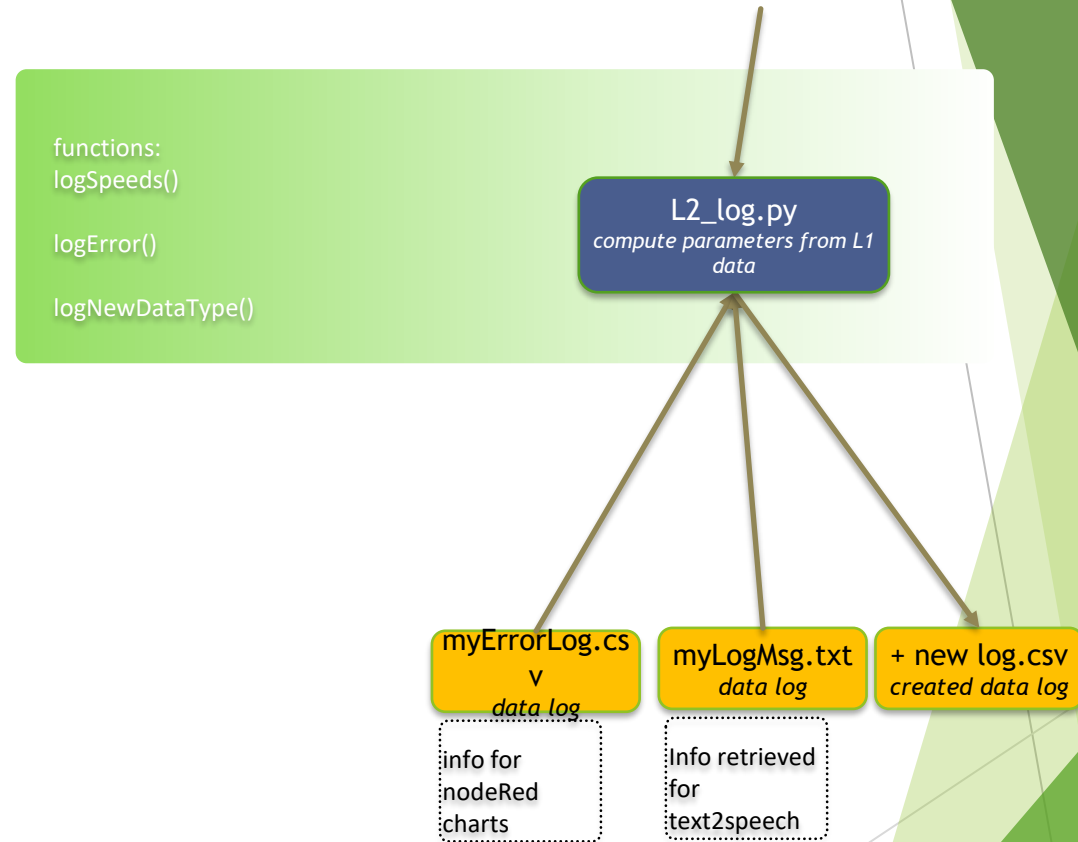 functions:
logSpeeds()
logError()
logNewDataType()
L2_log.py
compute parameters from L1
data
myErrorLog.cs
v
data log
myLogMsg.txt
data log
+ new log.csv
created data log
info for
nodeRed
charts
Info retrieved
for
text2speech